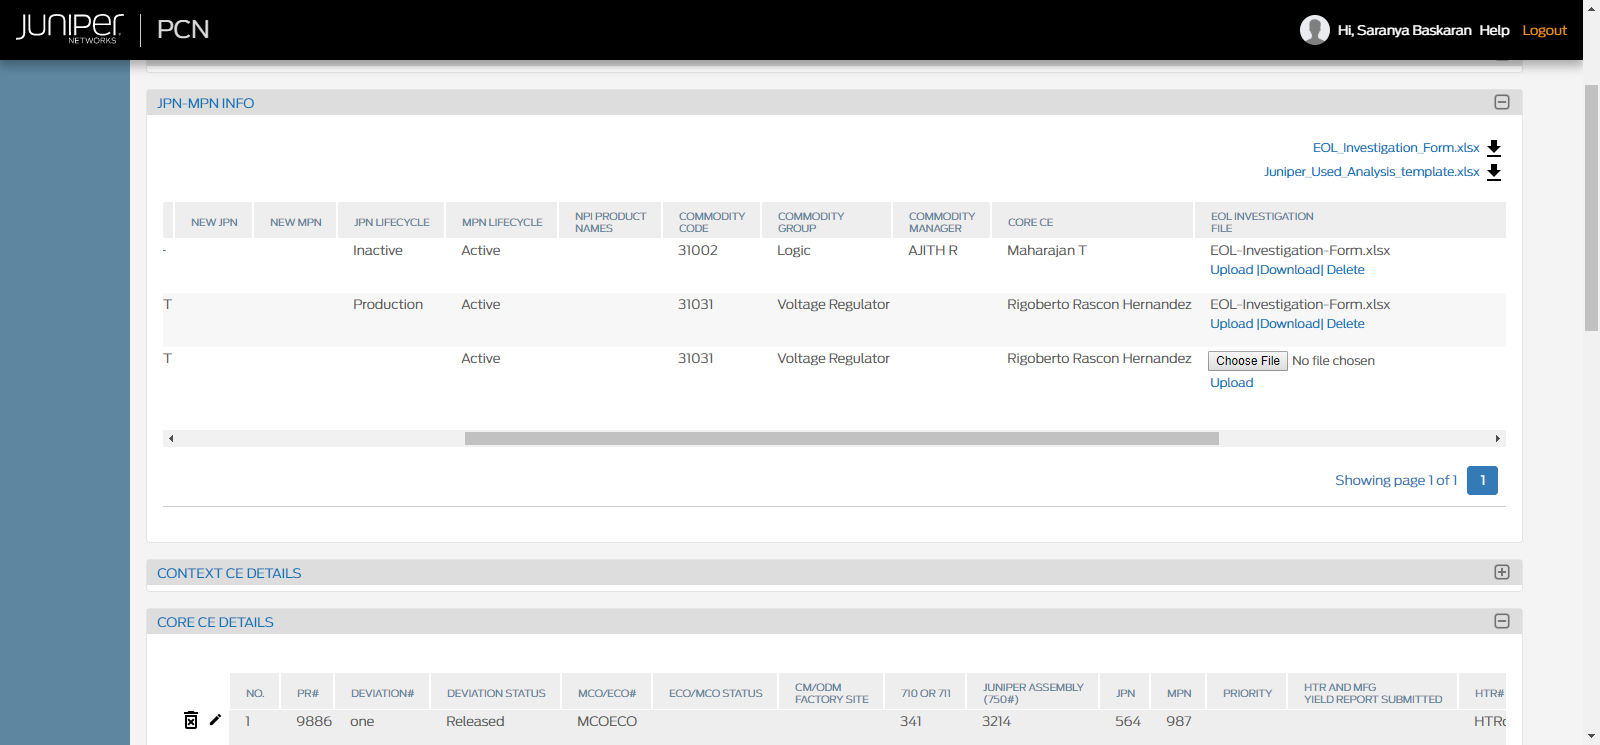 JUNIPER
NETWORKS
PCN
Hi, Saranya Baskaran Help Logout
JPN-MPN INFO
EOL_Investigation_Form.xlsx
Juniper_Used_Analysis_template.xlsx
NEW JPN NEW MPN JPN LIFECYCLE MPN LIFECYCLE NPI PRODUCT NAMES COMMODITY CODE COMMODITY GROUP COMMODITY MANAGER CORE CE EOL INVESTIGATION FILE
- Inactive Active 31002 Logic AJITH R Maharajan T EOL-Investigation-Form.xlsx
Upload |Download| Delete
T Production Active 31031 Voltage Regulator Rigoberto Rascon Hernandez EOL-Investigation-Form.xlsx
Upload |Download| Delete
T Active 31031 Voltage Regulator Rigoberto Rascon Hernandez Choose File No file chosen
Upload
Showing page 1 of 1 1
CONTEXT CE DETAILS
CORE CE DETAILS
NO. PR# DEVIATION# DEVIATION STATUS MCO/ECO# ECO/MCO STATUS CM/ODM FACTORY SITE 710 OR 711 JUNIPER ASSEMBLY (750#) JPN MPN PRIORITY HTR AND MFG YIELD REPORT SUBMITTED HTR#
1 9886 one Released MCOECO 341 3214 564 987 HTR